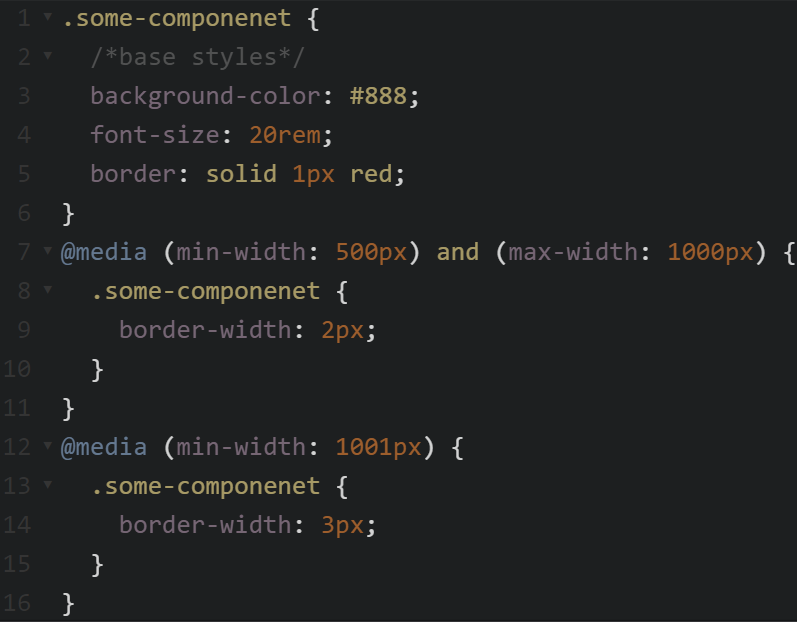 1 .some-componenet {
2 /*base styles*/
3 background-color: #888;
4 font-size: 20rem;
5 border: solid 1px red;
6 }
7 @media (min-width: 500px) and (max-width: 1000px) {
8 .some-componenet {
9 border-width: 2px;
10 }
11 }
12 @media (min-width: 1001px) {
13 .some-componenet {
14 border-width: 3px;
15 }
16 }